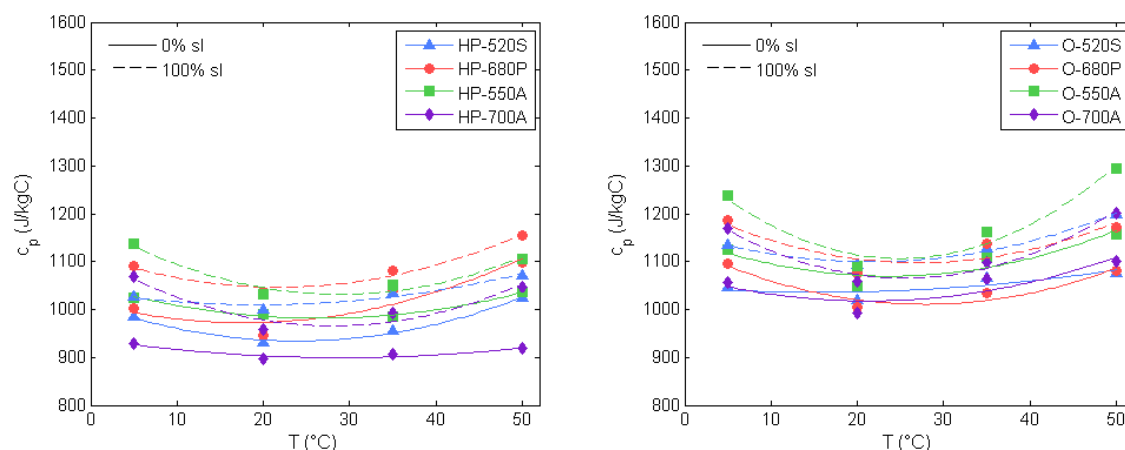 1600
1500
1400
1300
1200
1100
1000
900
800
0
10
20
30
40
50
c_p (J/kgC)
T (°C)
0% sl
100% sl
HP-520S
HP-680P
HP-550A
HP-700A
1600
1500
1400
1300
1200
1100
1000
900
800
0
10
20
30
40
50
c_p (J/kgC)
T (°C)
0% sl
100% sl
O-520S
O-680P
O-550A
O-700A